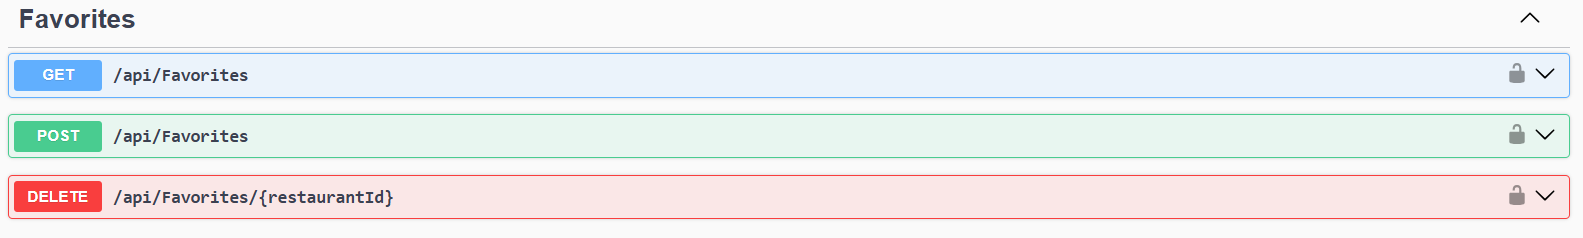 Favorites
GET /api/Favorites
POST /api/Favorites
DELETE /api/Favorites/{restaurantId}